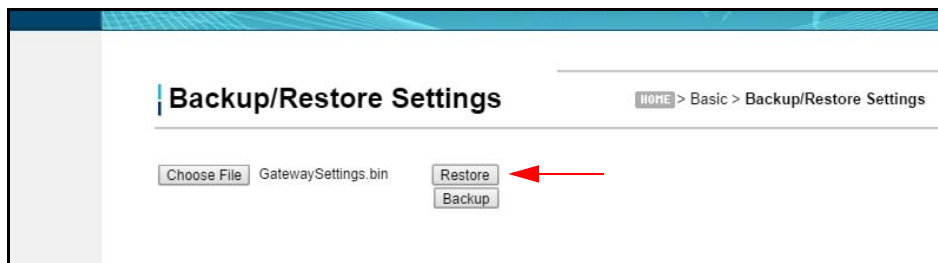 Backup/Restore Settings
HOME > Basic > Backup/Restore Settings
Choose File GatewaySettings.bin Restore
Backup